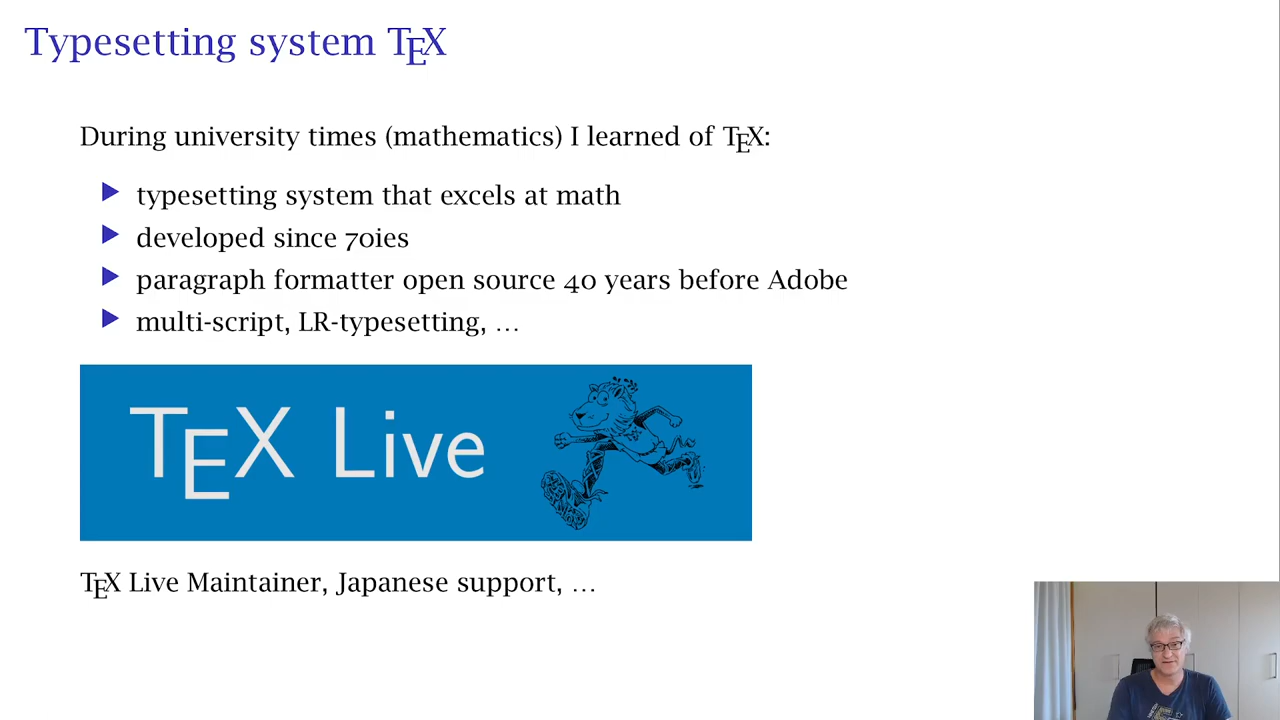 Typesetting system TEX
During university times (mathematics) I learned of TEX:
typesetting system that excels at math
developed since 70ies
paragraph formatter open source 40 years before Adobe
multi-script, LR-typesetting, …
TEX Live
TEX Live Maintainer, Japanese support, …